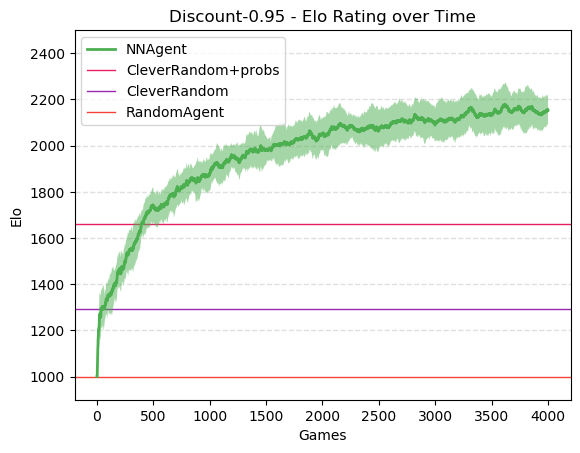 Discount-0.95 - Elo Rating over Time
NNAgent
CleverRandom+probs
CleverRandom
RandomAgent
Elo
2400
2200
2000
1800
1600
1400
1200
1000
0 500 1000 1500 2000 2500 3000 3500 4000
Games